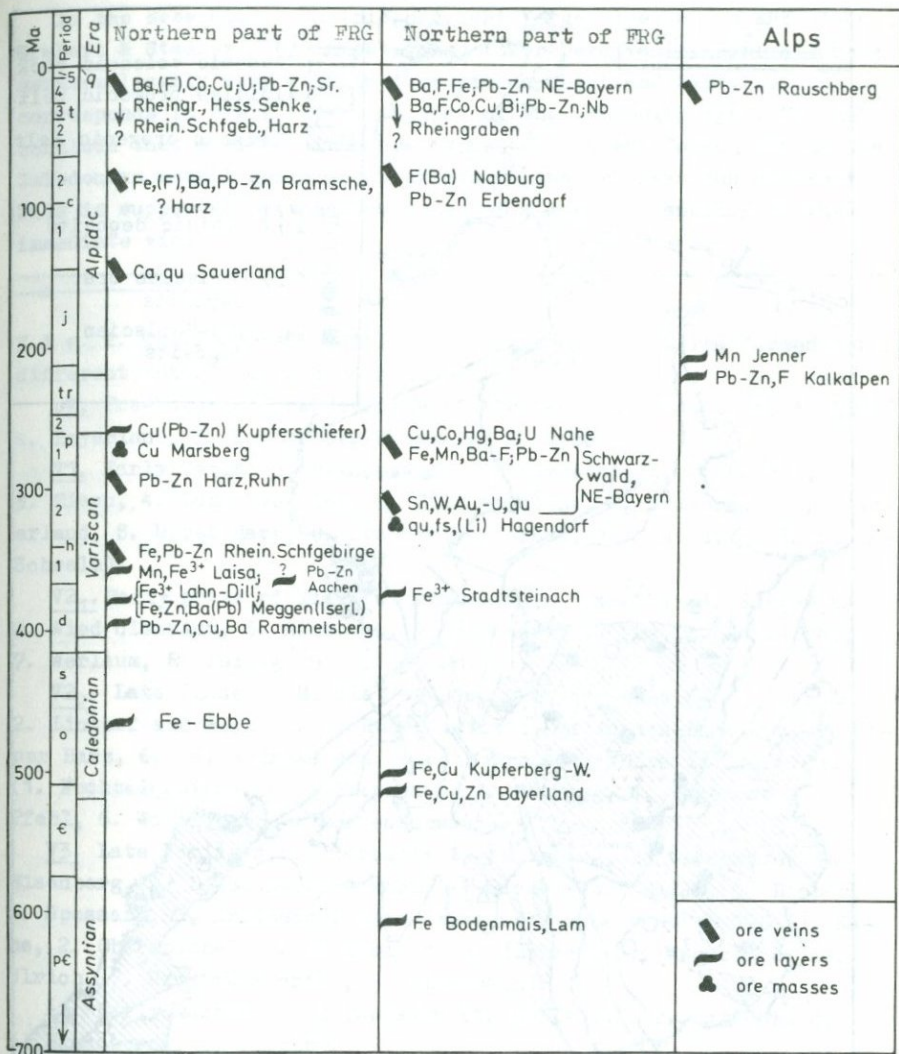 Ma
Period
Era
Northern part of FRG
Northern part of FRG
Alps
0
100
200
300
400
500
600
700
q
t
c
j
tr
p
h
d
s
o
Є
pЄ
5
4
3
2
1
1
2
1
2
1
Alpidic
Variscan
Caledonian
Assyntian
Ba,(F),Co;Cu;U;Pb-Zn;Sr.
Rheingr., Hess. Senke.
Rhein.Schfgeb., Harz
?
Fe,(F),Ba,Pb-Zn Bramsche,
? Harz
Ca,qu Sauerland
Cu(Pb-Zn) Kupferschiefer)
Cu Marsberg
Pb-Zn Harz,Ruhr
Fe,Pb-Zn Rhein.Schfgebirge
Mn,Fe³⁺ Laisa;
? Pb-Zn
Aachen
Fe³⁺ Lahn-Dill;
Fe,Zn,Ba(Pb) Meggen(Iserl.)
Pb-Zn,Cu,Ba Rammelsberg
Fe-Ebbe
Ba,F,Fe;Pb-Zn NE-Bayern
Ba,F,Co,Cu,Bi;Pb-Zn;Nb
Rheingraben
?
F(Ba) Nabburg
Pb-Zn Erbendorf
Cu,Co,Hg,Ba;U Nahe
Fe,Mn,Ba-F;Pb-Zn
Schwarz-
wald,
NE-Bayern
Sn,W,Au,-U,qu
qu,fs,(Li) Hagendorf
Fe³⁺ Stadtsteinach
Fe,Cu Kupferberg-W.
Fe,Cu,Zn Bayerland
Fe Bodenmais,Lam
Pb-Zn Rauschberg
Mn Jenner
Pb-Zn,F Kalkalpen
ore veins
ore layers
ore masses